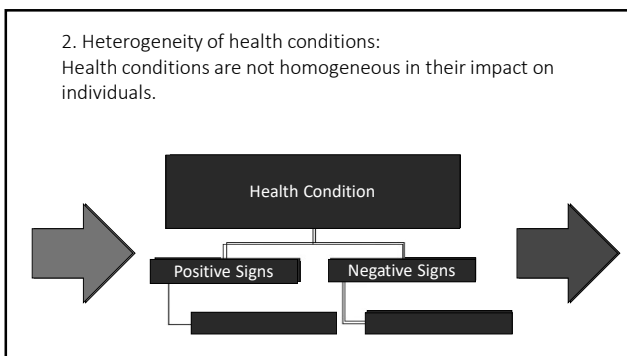 2. Heterogeneity of health conditions:
Health conditions are not homogeneous in their impact on
individuals.
Health Condition
Positive Signs
Negative Signs